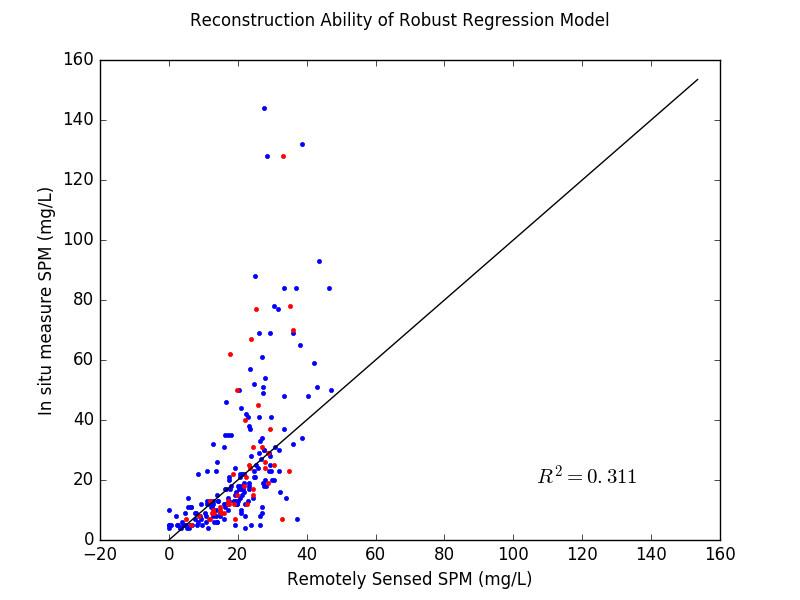 Reconstruction Ability of Robust Regression Model
160
140
120
100
80
60
40
20
0
In situ measure SPM (mg/L)
R² = 0.311
−20 0 20 40 60 80 100 120 140 160
Remotely Sensed SPM (mg/L)